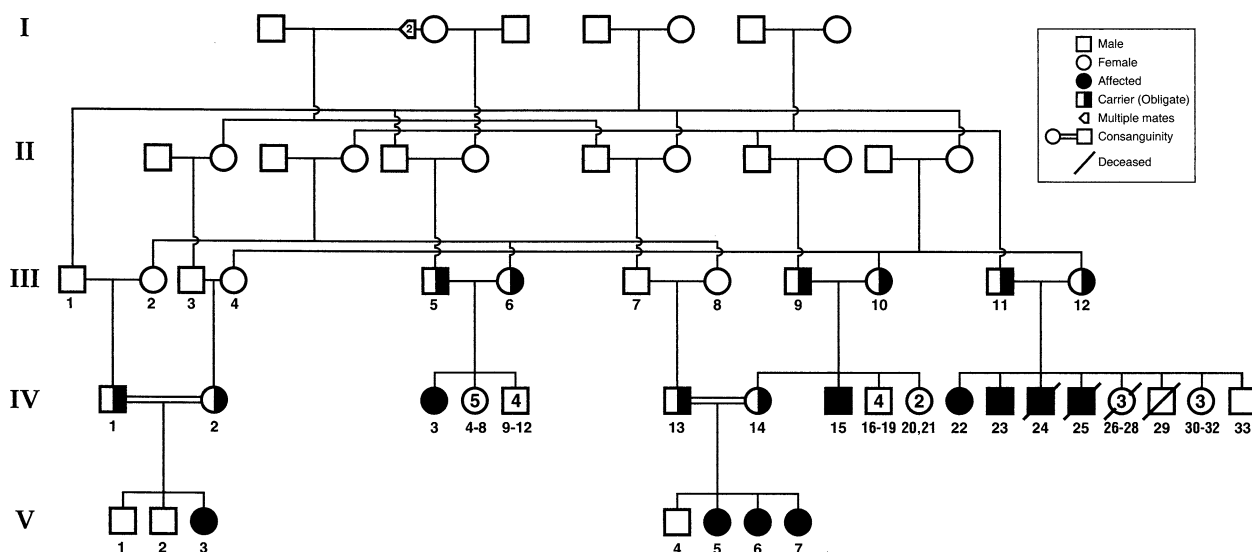 I
2
Male
Female
Affected
Carrier (Obligate)
Multiple mates
Consanguinity
Deceased
II
III
1 2 3 4 5 6 7 8 9 10 11 12
IV
5 4 4 2 3 3
1 2 3 4-8 9-12 13 14 15 16-19 20,21 22 23 24 25 26-28 29 30-32 33
V
1 2 3 4 5 6 7